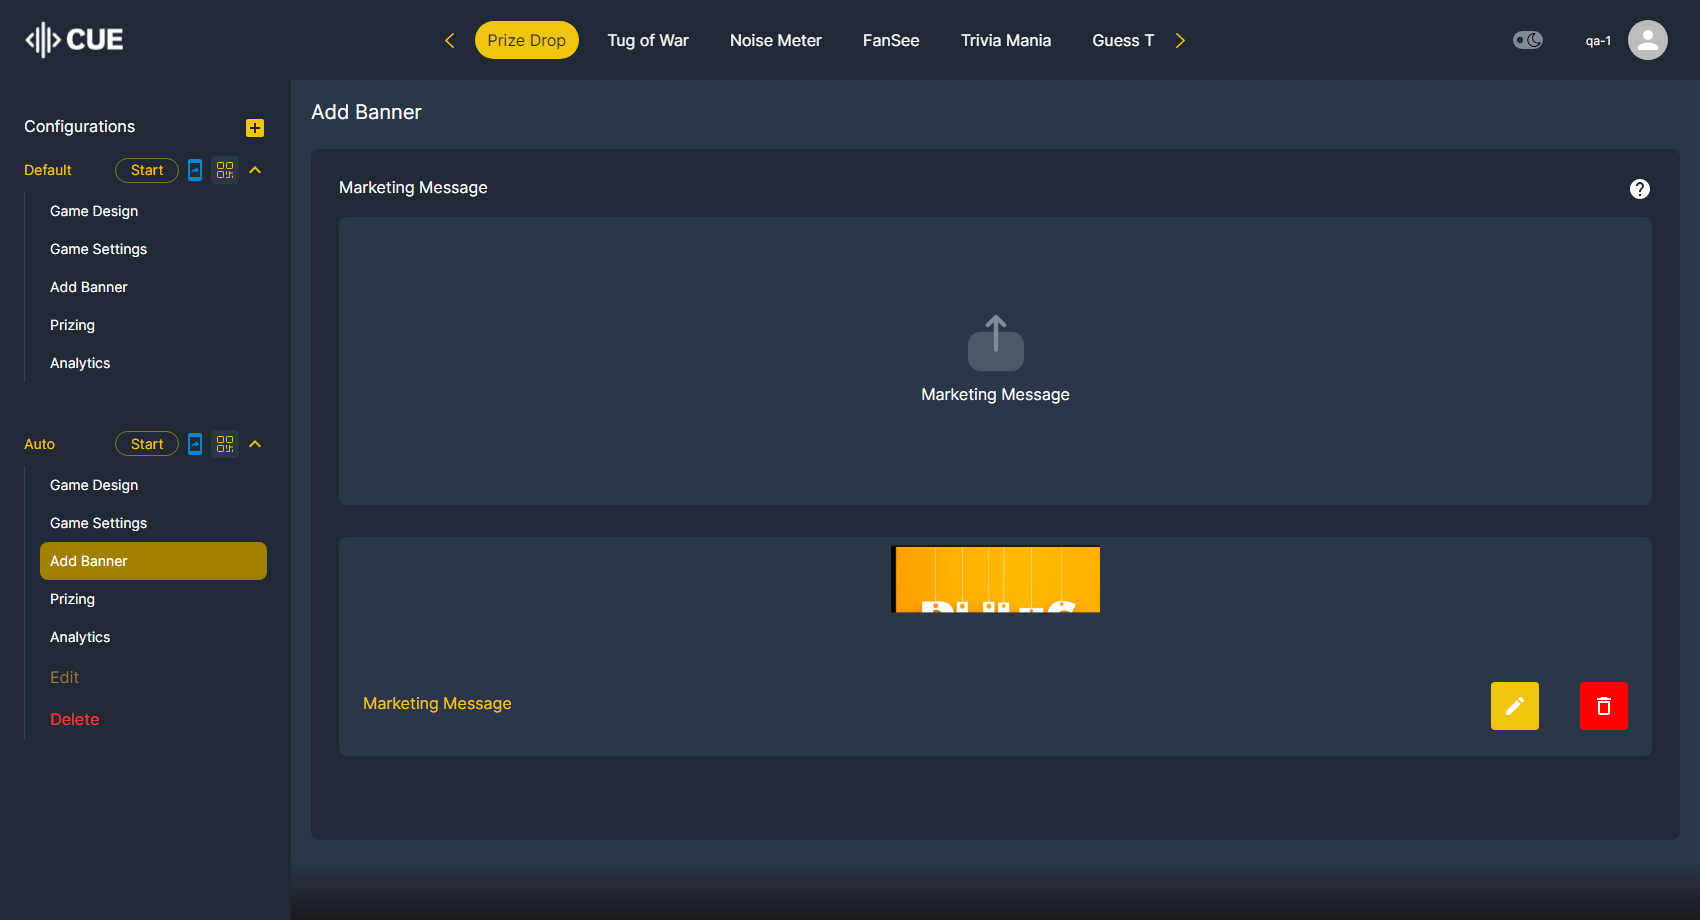 CUE
Prize Drop
Tug of War
Noise Meter
FanSee
Trivia Mania
Guess T
qa-1
Configurations
Default
Start
Game Design
Game Settings
Add Banner
Prizing
Analytics
Auto
Start
Game Design
Game Settings
Add Banner
Prizing
Analytics
Edit
Delete
Add Banner
Marketing Message
?
Marketing Message
Marketing Message